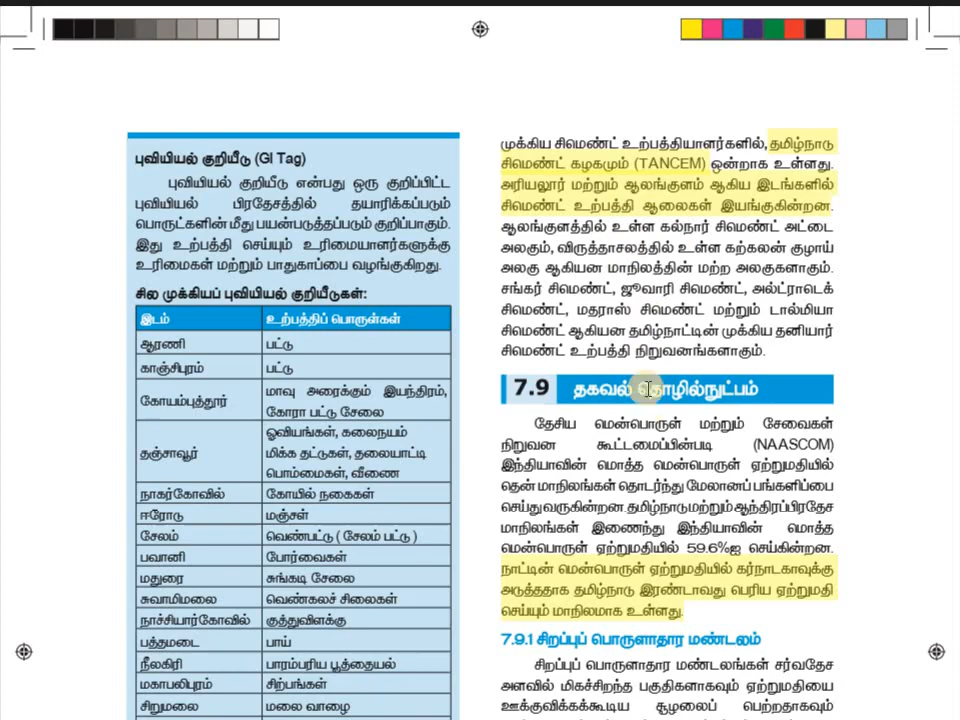 புவியியல் குறியீடு (GI Tag)
புவியியல் குறியீடு என்பது ஒரு குறிப்பிட்ட
புவியியல் பிரதேசத்தில் தயாரிக்கப்படும்
பொருட்களின் மீது பயன்படுத்தப்படும் குறிப்பாகும்.
இது உற்பத்தி செய்யும் உரிமையாளர்களுக்கு
உரிமைகள் மற்றும் பாதுகாப்பை வழங்குகிறது.
சில முக்கியப் புவியியல் குறியீடுகள்:
இடம் உற்பத்திப் பொருள்கள்
ஆரணி பட்டு
காஞ்சிபுரம் பட்டு
கோயம்புத்தூர் மாவு அரைக்கும் இயந்திரம்,
கோரா பட்டு சேலை
தஞ்சாவூர் ஓவியங்கள், கலைநயம்
மிக்க தட்டுகள், தலையாட்டி
பொம்மைகள், வீணை
நாகர்கோவில் கோயில் நகைகள்
ஈரோடு மஞ்சள்
சேலம் வெண்பட்டு ( சேலம் பட்டு )
பவானி போர்வைகள்
மதுரை சுங்கடி சேலை
சுவாமிமலை வெண்கலச் சிலைகள்
நாச்சியார்கோவில் குத்துவிளக்கு
பத்தமடை பாய்
நீலகிரி பாரம்பரிய பூத்தையல்
மகாபலிபுரம் சிற்பங்கள்
சிறுமலை மலை வாழை
முக்கிய சிமெண்ட் உற்பத்தியாளர்களில், தமிழ்நாடு
சிமெண்ட் கழகமும் (TANCEM) ஒன்றாக உள்ளது.
அரியலூர் மற்றும் ஆலங்குளம் ஆகிய இடங்களில்
சிமெண்ட் உற்பத்தி ஆலைகள் இயங்குகின்றன.
ஆலங்குளத்தில் உள்ள கல்நார் சிமெண்ட் அட்டை
அலகும், விருத்தாசலத்தில் உள்ள கற்கலன் குழாய்
அலகு ஆகியன மாநிலத்தின் மற்ற அலகுகளாகும்.
சங்கர் சிமெண்ட், ஜூவாரி சிமெண்ட், அல்ட்ராடெக்
சிமெண்ட், மதராஸ் சிமெண்ட் மற்றும் டால்மியா
சிமெண்ட் ஆகியன தமிழ்நாட்டின் முக்கிய தனியார்
சிமெண்ட் உற்பத்தி நிறுவனங்களாகும்.
7.9 தகவல் தொழில்நுட்பம்
தேசிய மென்பொருள் மற்றும் சேவைகள்
நிறுவன கூட்டமைப்பின்படி (NAASCOM)
இந்தியாவின் மொத்த மென்பொருள் ஏற்றுமதியில்
தென் மாநிலங்கள் தொடர்ந்து மேலானப் பங்களிப்பை
செய்து வருகின்றன. தமிழ்நாடு மற்றும் ஆந்திரப்பிரதேச
மாநிலங்கள் இணைந்து இந்தியாவின் மொத்த
மென்பொருள் ஏற்றுமதியில் 59.6%ஐ செய்கின்றன.
நாட்டின் மென்பொருள் ஏற்றுமதியில் கர்நாடகாவுக்கு
அடுத்ததாக தமிழ்நாடு இரண்டாவது பெரிய ஏற்றுமதி
செய்யும் மாநிலமாக உள்ளது.
7.9.1 சிறப்புப் பொருளாதார மண்டலம்
சிறப்புப் பொருளாதார மண்டலங்கள் சர்வதேச
அளவில் மிகச்சிறந்த பகுதிகளாகவும் ஏற்றுமதியை
ஊக்குவிக்கக்கூடிய சூழலைப் பெற்றதாகவும்